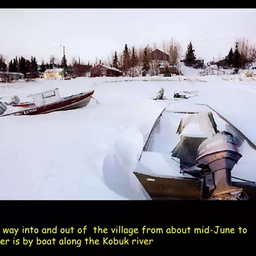 way into and out of the village from about mid-June to
er is by boat along the Kobuk river